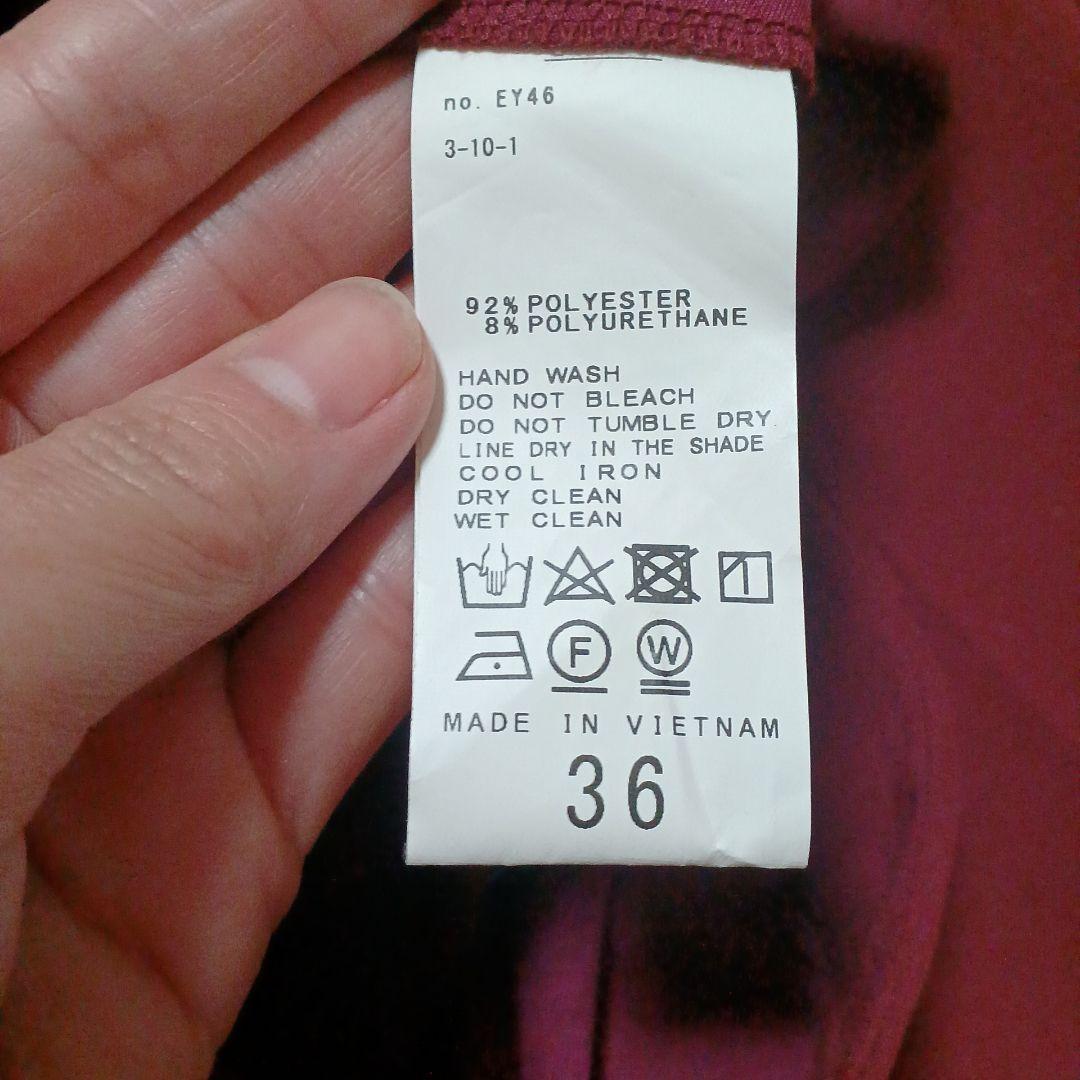 no. EY46
3-10-1
92% POLYESTER
8% POLYURETHANE
HAND WASH
DO NOT BLEACH
DO NOT TUMBLE DRY
LINE DRY IN THE SHADE
COOL IRON
DRY CLEAN
WET CLEAN
F W
MADE IN VIETNAM
36